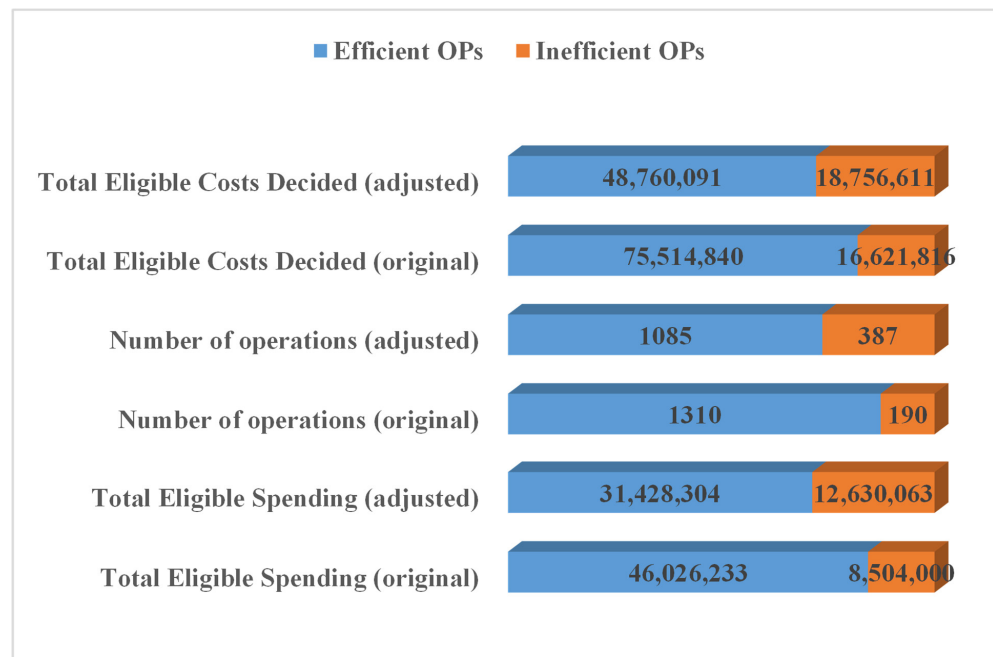 Efficient OPs Inefficient OPs
Total Eligible Costs Decided (adjusted) 48,760,091 18,756,611
Total Eligible Costs Decided (original) 75,514,840 16,621,816
Number of operations (adjusted) 1085 387
Number of operations (original) 1310 190
Total Eligible Spending (adjusted) 31,428,304 12,630,063
Total Eligible Spending (original) 46,026,233 8,504,000